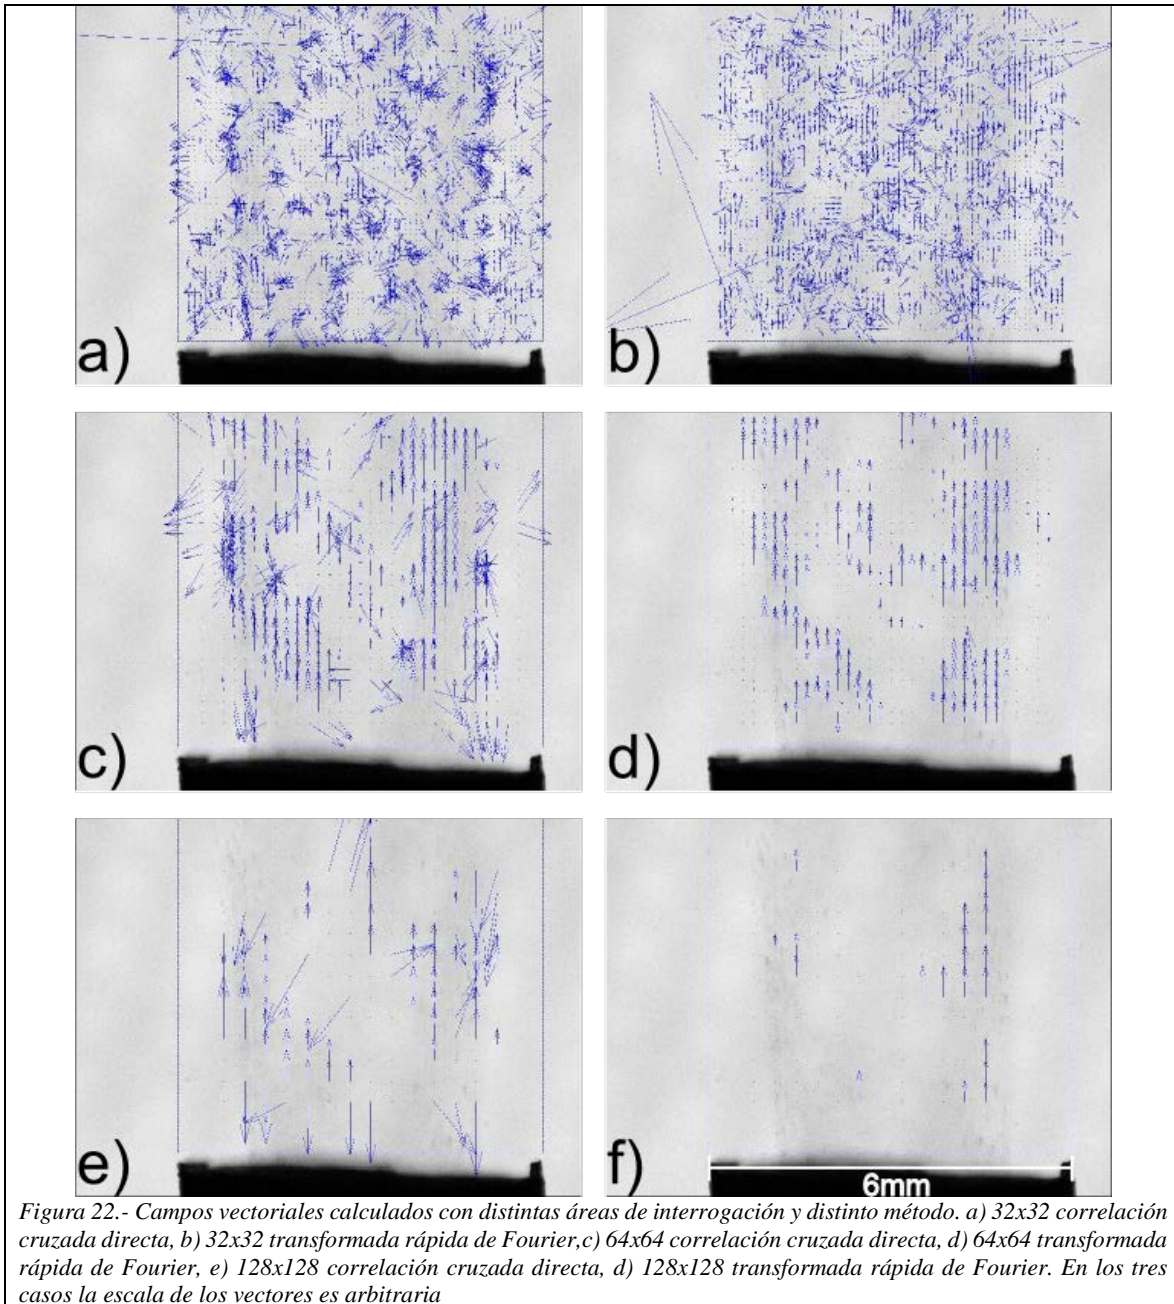 a)
b)
c)
d)
e)
f)
6mm
Figura 22.- Campos vectoriales calculados con distintas áreas de interrogación y distinto método. a) 32x32 correlación
cruzada directa, b) 32x32 transformada rápida de Fourier,c) 64x64 correlación cruzada directa, d) 64x64 transformada
rápida de Fourier, e) 128x128 correlación cruzada directa, d) 128x128 transformada rápida de Fourier. En los tres
casos la escala de los vectores es arbitraria